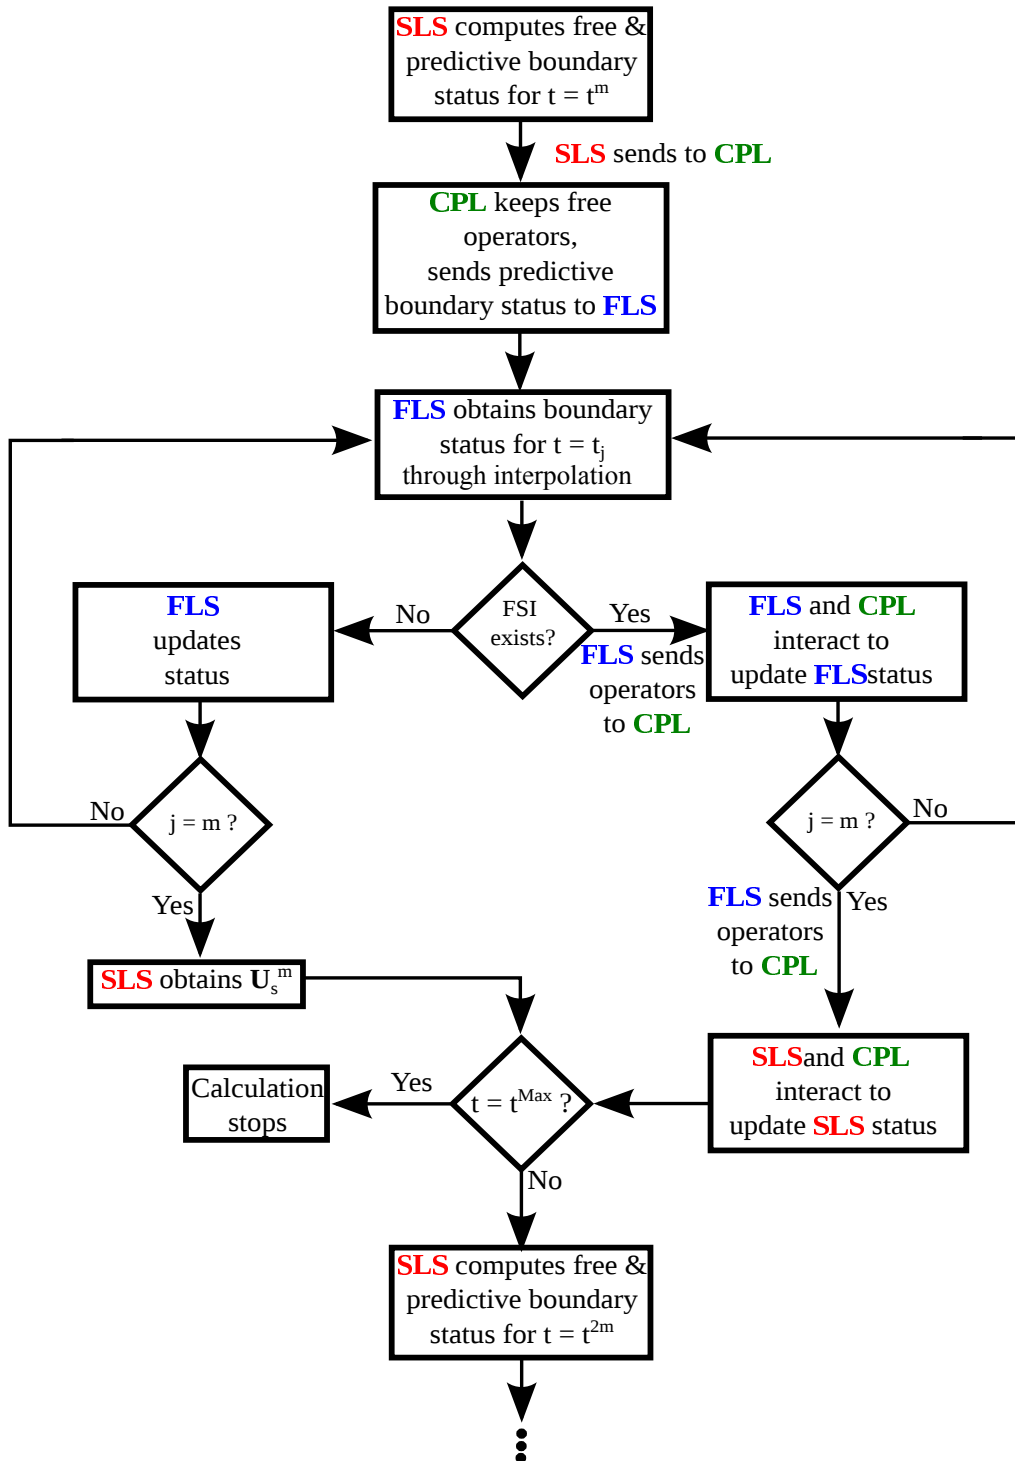 SLS computes free &
predictive boundary
status for t = t^m
SLS sends to CPL
CPL keeps free
operators,
sends predictive
boundary status to FLS
FLS obtains boundary
status for t = t_j
through interpolation
FSI
exists?
No
Yes
FLS
updates
status
FLS sends
operators
to CPL
FLS and CPL
interact to
update FLSstatus
j = m ?
No
Yes
j = m ?
No
Yes
FLS sends
operators
to CPL
SLS obtains U_s^m
SLSand CPL
interact to
update SLS status
t = t^Max ?
Yes
Calculation
stops
No
SLS computes free &
predictive boundary
status for t = t^2m